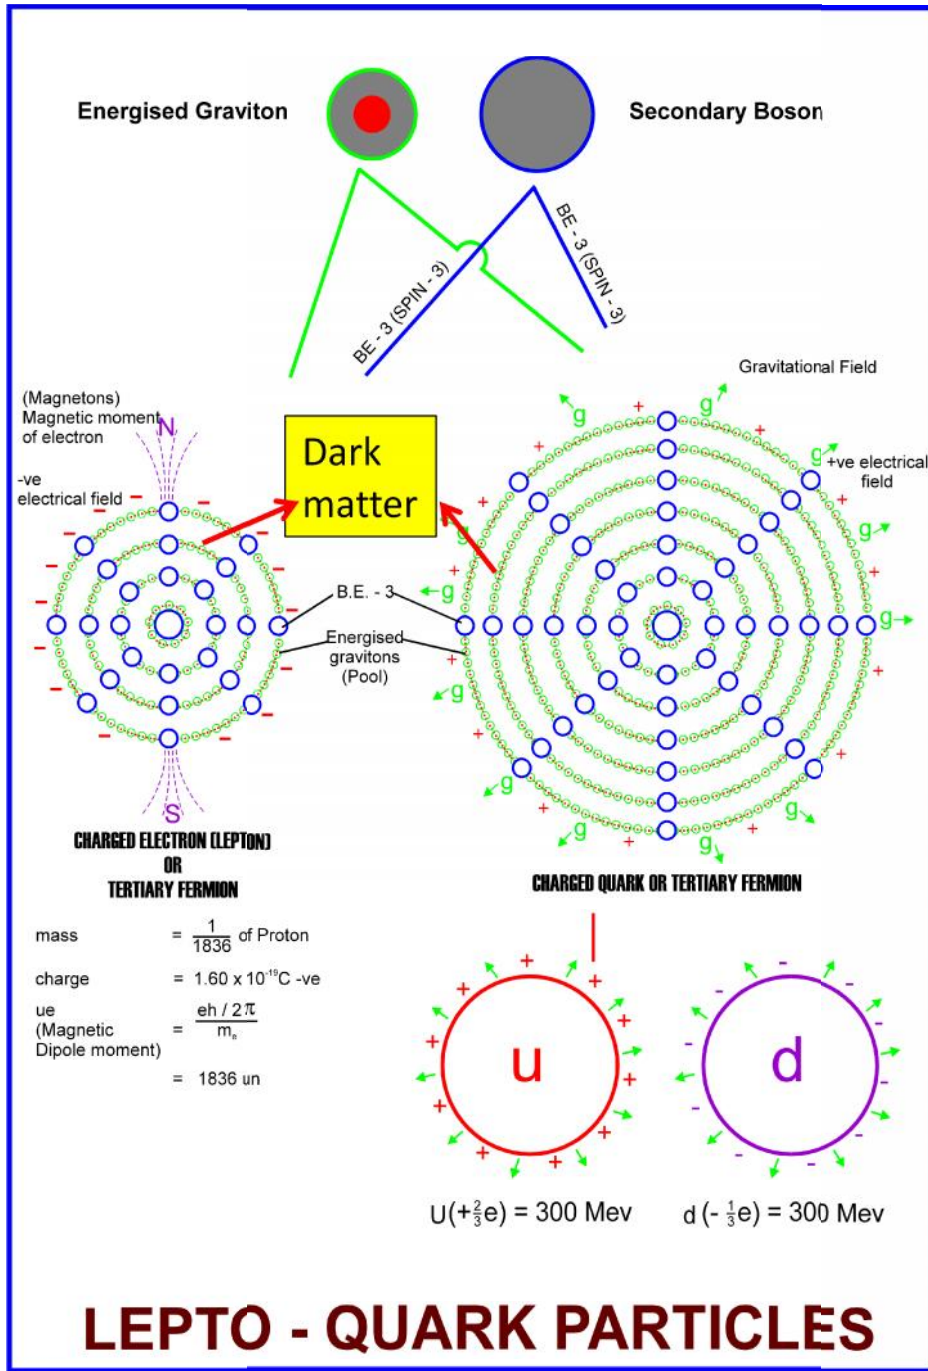 Energised Graviton
Secondary Boson
BE - 3 (SPIN - 3)
BE - 3 (SPIN - 3)
Gravitational Field
(Magnetons)
Magnetic moment
of electron
N
-ve
electrical field
Dark
matter
+ve electrical
field
g
g
g
g
g
g
g
g
g
g
g
g
g
B.E. - 3
Energised
gravitons
(Pool)
S
CHARGED ELECTRON (LEPTON)
OR
TERTIARY FERMION
CHARGED QUARK OR TERTIARY FERMION
mass = 1/1836 of Proton
charge = 1.60 x 10⁻¹⁹C -ve
ue
(Magnetic
Dipole moment)
= eh / 2π / mₑ
= 1836 un
u
d
U(+⅔e) = 300 Mev
d (- ⅓e) = 300 Mev
LEPTO - QUARK PARTICLES